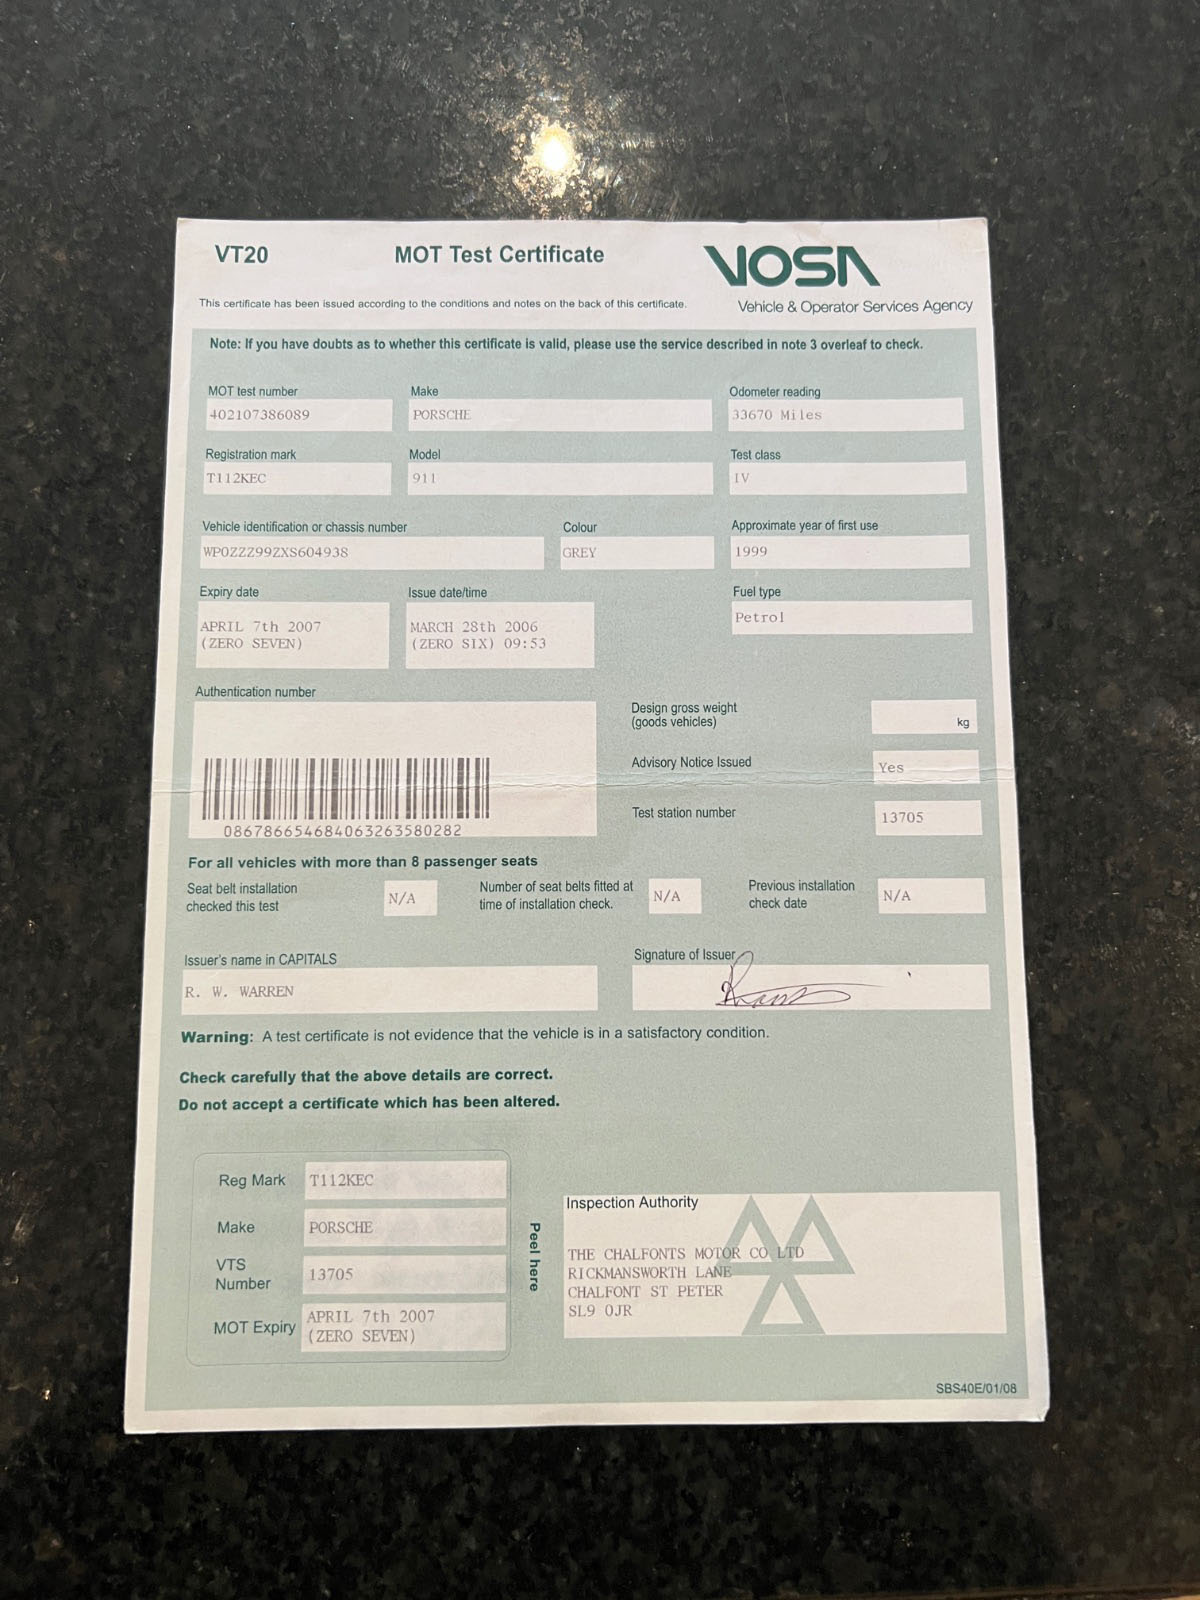 VT20
MOT Test Certificate
VOSA
Vehicle & Operator Services Agency
This certificate has been issued according to the conditions and notes on the back of this certificate.
Note: If you have doubts as to whether this certificate is valid, please use the service described in note 3 overleaf to check.
MOT test number
Make
Odometer reading
402107386089
PORSCHE
33670 Miles
Registration mark
Model
Test class
T112KEC
911
IV
Vehicle identification or chassis number
Colour
Approximate year of first use
WPOZZZ99ZXS604938
GREY
1999
Expiry date
Issue date/time
Fuel type
APRIL 7th 2007
(ZERO SEVEN)
MARCH 28th 2006
(ZERO SIX) 09:53
Petrol
Authentication number
Design gross weight
(goods vehicles)
kg
Advisory Notice Issued
Yes
Test station number
13705
086786654684063263580282
For all vehicles with more than 8 passenger seats
Seat belt installation
checked this test
N/A
Number of seat belts fitted at
time of installation check.
N/A
Previous installation
check date
N/A
Issuer's name in CAPITALS
Signature of Issuer
R. W. WARREN
Warning: A test certificate is not evidence that the vehicle is in a satisfactory condition.
Check carefully that the above details are correct.
Do not accept a certificate which has been altered.
Reg Mark
T112KEC
Make
PORSCHE
VTS
Number
13705
MOT Expiry
APRIL 7th 2007
(ZERO SEVEN)
Peel here
Inspection Authority
THE CHALFONTS MOTOR CO LTD
RICKMANSWORTH LANE
CHALFONT ST PETER
SL9 0JR
SBS40E/01/08